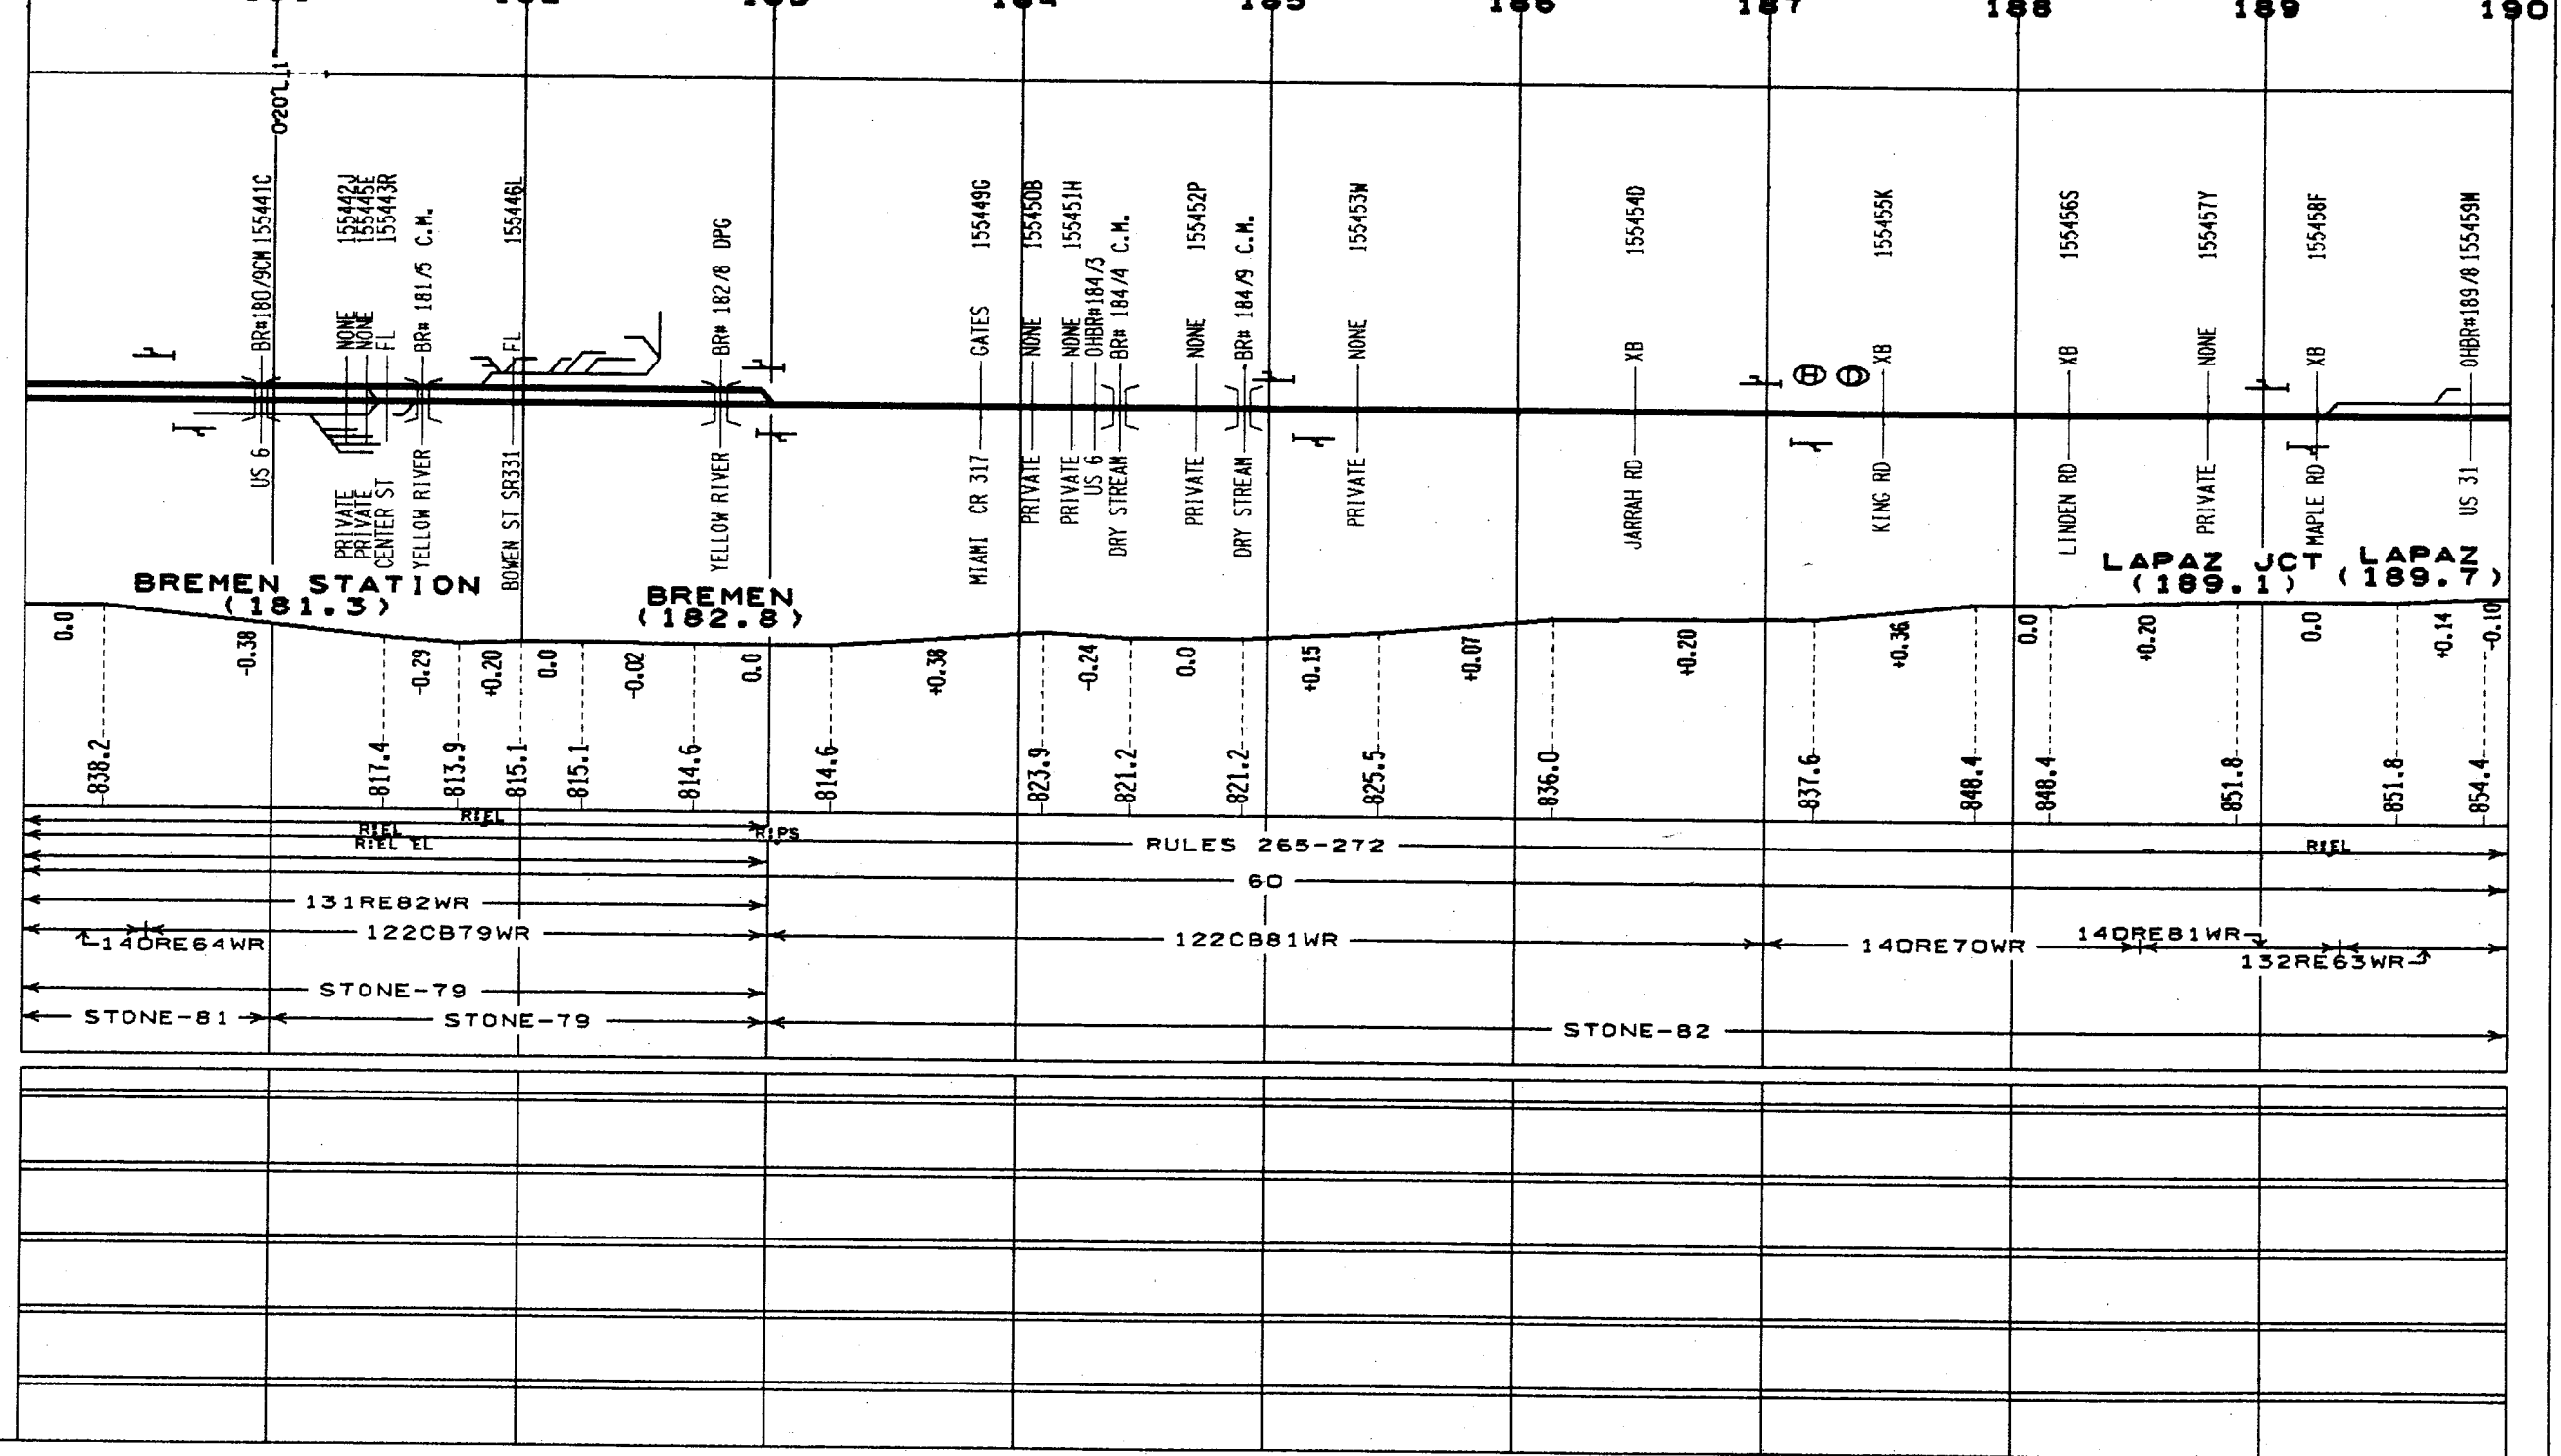 184 185 186 187 188 189 190
0°20'L 1"
BR#180/9CM 155441C
NONE 155442J
NONE 155445E
FL 155443R
BR# 181/5 C.M.
FL 155446L
BR# 182/8 DPG
GATES 155449G
NONE 155450B
NONE 155451H
OHBR#184/3
BR# 184/4 C.M.
NONE 155452P
BR# 184/9 C.M.
NONE 155453W
XB 155454D
XB 155455K
XB 155456S
NONE 155457Y
XB 155458F
OHBR#189/8 155459M
H D
US 6
PRIVATE
PRIVATE
CENTER ST
YELLOW RIVER
BOWEN ST SR331
YELLOW RIVER
MIAMI CR 317
PRIVATE
PRIVATE
US 6
DRY STREAM
PRIVATE
DRY STREAM
PRIVATE
JARRAH RD
KING RD
LINDEN RD
PRIVATE
MAPLE RD
US 31
BREMEN STATION
(181.3)
BREMEN
(182.8)
LAPAZ JCT
(189.1)
LAPAZ
(189.7)
0.0 -0.38 -0.29 +0.20 0.0 -0.02 0.0 +0.38 -0.24 0.0 +0.15 +0.07 +0.20 +0.36 0.0 +0.20 0.0 +0.14 -0.10
838.2 817.4 813.9 815.1 815.1 814.6 814.6 823.9 821.2 821.2 825.5 836.0 837.6 848.4 848.4 851.8 851.8 854.4
R:EL
R:EL R:PS
R:EL EL RULES 265-272 R:EL
60
131RE82WR
140RE64WR 122CB79WR 122CB81WR 140RE70WR 140RE81WR 132RE63WR
STONE-79
STONE-81 STONE-79 STONE-82